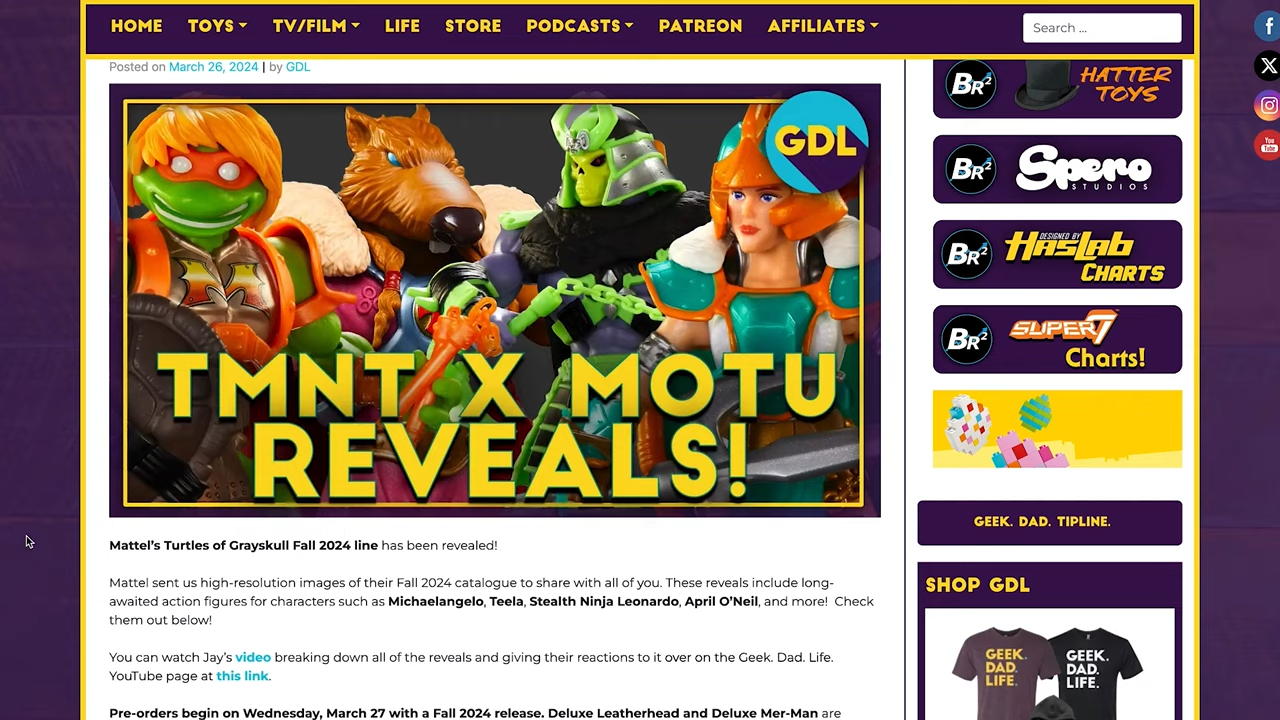 HOME TOYS TV/FILM LIFE STORE PODCASTS PATREON AFFILIATES Search ...
Posted on March 26, 2024 | by GDL
GDL
TMNT X MOTU
REVEALS!
Mattel's Turtles of Grayskull Fall 2024 line has been revealed!
Mattel sent us high-resolution images of their Fall 2024 catalogue to share with all of you. These reveals include long-
awaited action figures for characters such as Michaelangelo, Teela, Stealth Ninja Leonardo, April O'Neil, and more!  Check
them out below!
You can watch Jay's video breaking down all of the reveals and giving their reactions to it over on the Geek. Dad. Life.
YouTube page at this link.
Pre-orders begin on Wednesday, March 27 with a Fall 2024 release. Deluxe Leatherhead and Deluxe Mer-Man are
BR² HATTER
TOYS
BR² Spero
STUDIOS
BR² DESIGNED BY
HASLAB
CHARTS
BR² SUPER7
Charts!
GEEK. DAD. TIPLINE.
SHOP GDL
GEEK.
DAD.
LIFE.
GEEK.
DAD.
LIFE.
f
X
You
Tube